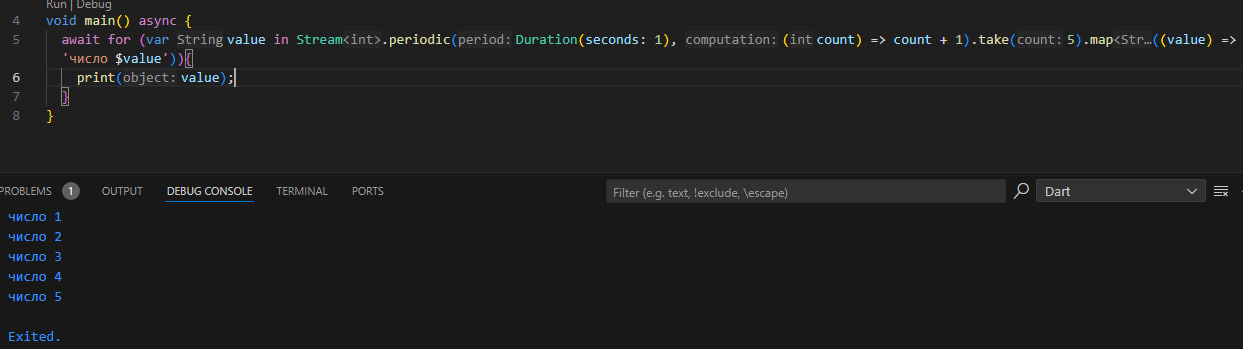 Run | Debug
4 void main() async {
5 await for (var String value in Stream<int>.periodic(period: Duration(seconds: 1), computation: (int count) => count + 1).take(count: 5).map<Str…((value) =>
'число $value')){
6 print(object: value);
7 }
8 }
PROBLEMS 1 OUTPUT DEBUG CONSOLE TERMINAL PORTS Filter (e.g. text, !exclude, \escape) Dart
число 1
число 2
число 3
число 4
число 5
Exited.